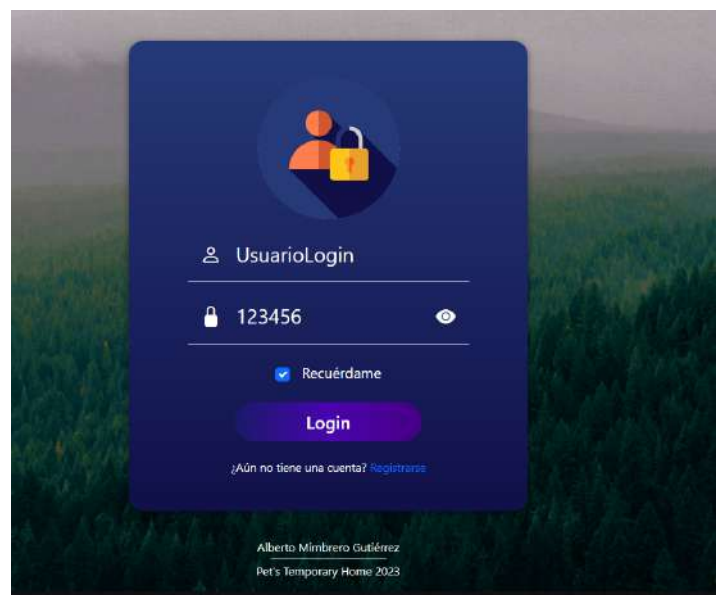 UsuarioLogin
123456
Recuérdame
Login
¿Aún no tiene una cuenta? Registrarse
Alberto Mimbrero Gutiérrez
Pet's Temporary Home 2023